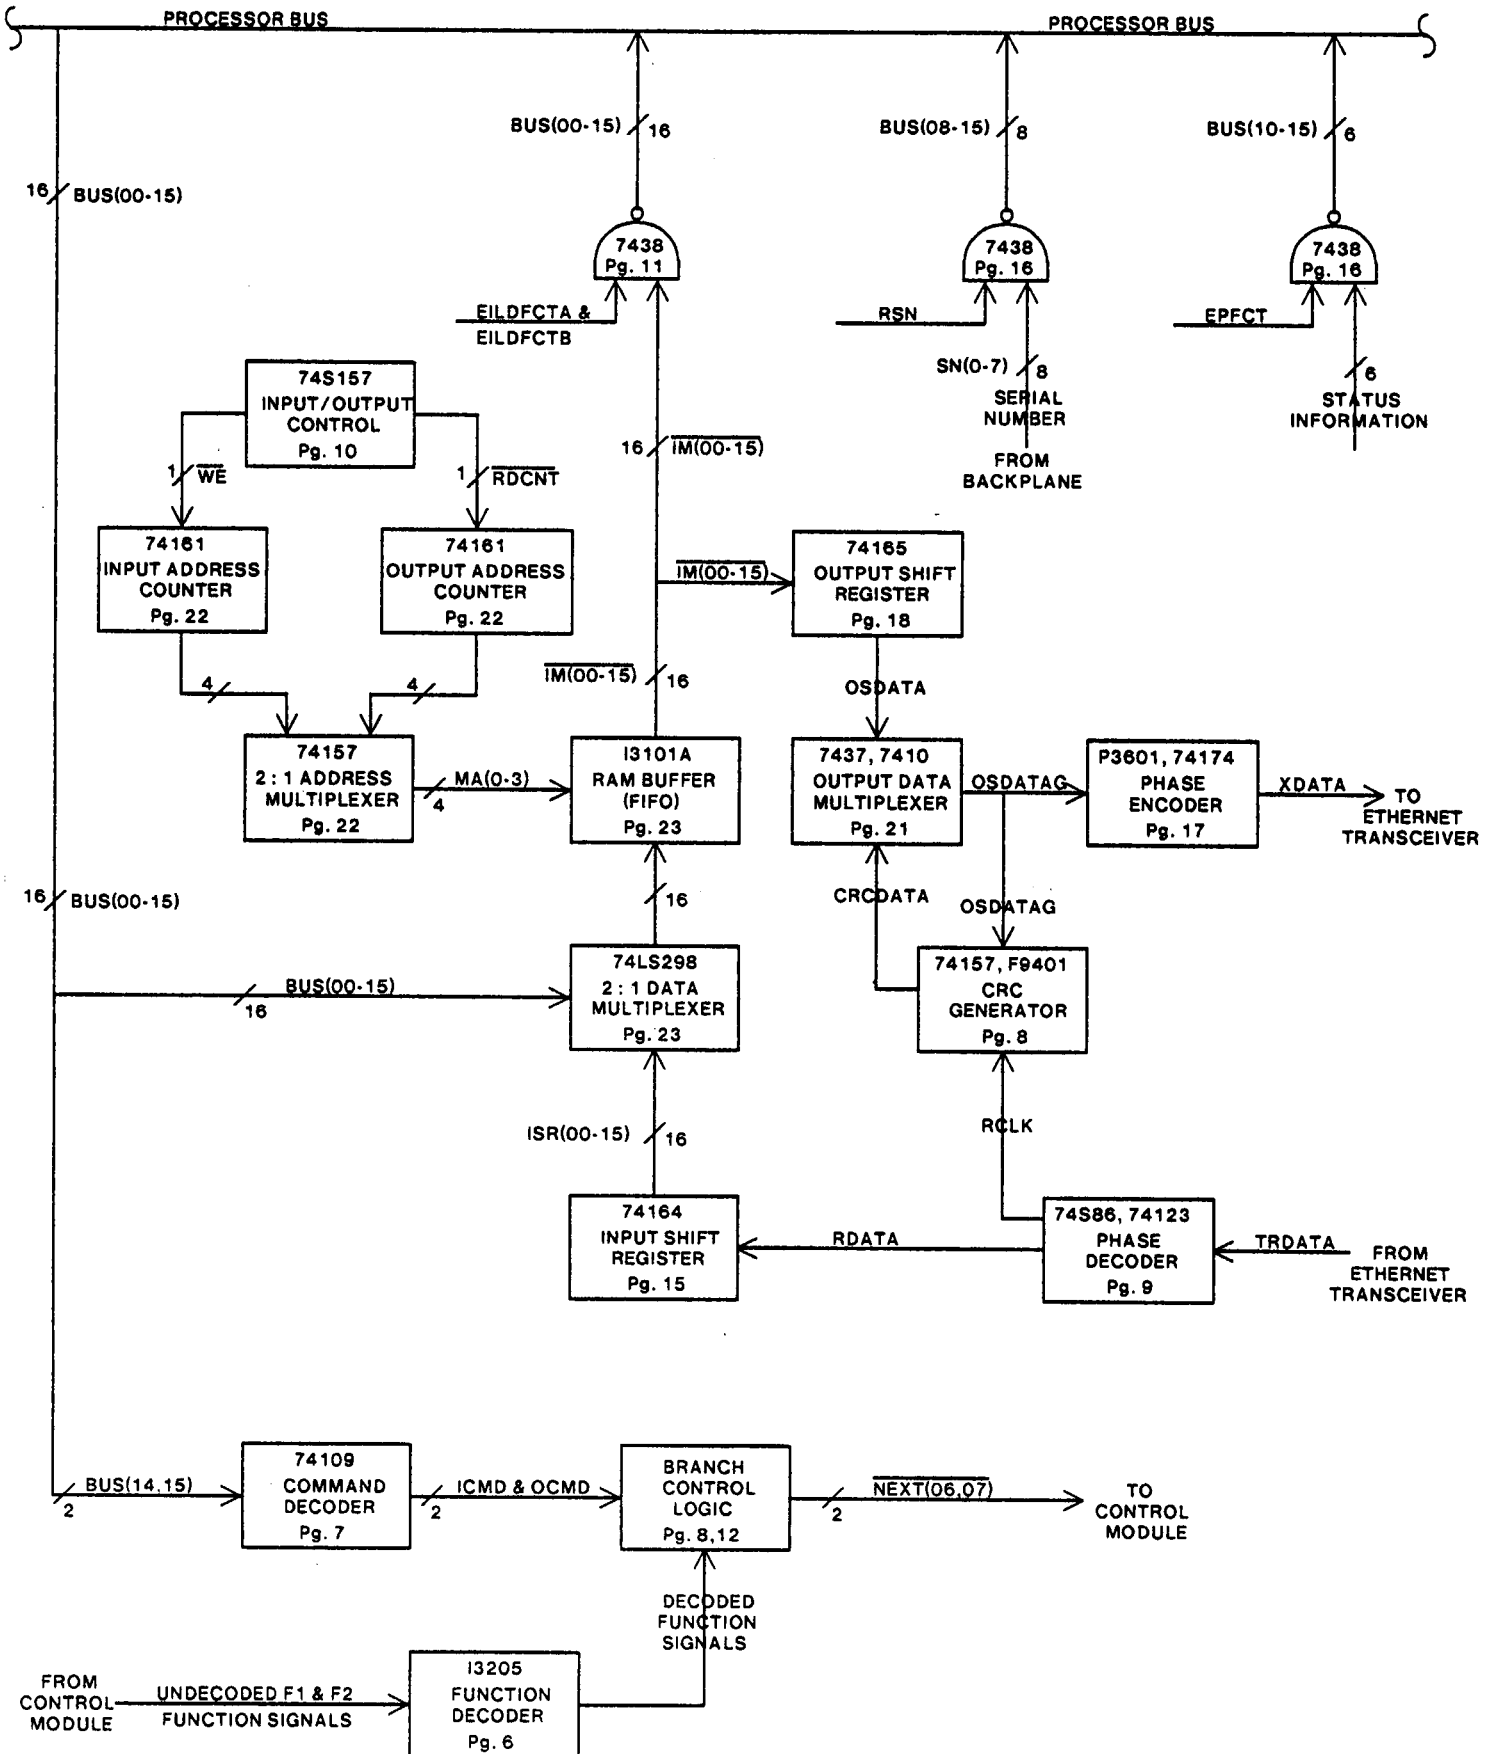 PROCESSOR BUS
PROCESSOR BUS
BUS(00-15)
16
BUS(08-15)
8
BUS(10-15)
6
16
BUS(00-15)
7438
Pg. 11
7438
Pg. 16
7438
Pg. 16
EILDFCTA &
EILDFCTB
RSN
EPFCT
SN(0-7)
8
SERIAL
NUMBER
FROM
BACKPLANE
6
STATUS
INFORMATION
74S157
INPUT/OUTPUT
CONTROL
Pg. 10
1
WE
1
RDCNT
16
IM(00-15)
74161
INPUT ADDRESS
COUNTER
Pg. 22
74161
OUTPUT ADDRESS
COUNTER
Pg. 22
IM(00-15)
74165
OUTPUT SHIFT
REGISTER
Pg. 18
4
4
IM(00-15)
16
OSDATA
74157
2 : 1 ADDRESS
MULTIPLEXER
Pg. 22
MA(0-3)
4
I3101A
RAM BUFFER
(FIFO)
Pg. 23
7437, 7410
OUTPUT DATA
MULTIPLEXER
Pg. 21
OSDATAG
P3601, 74174
PHASE
ENCODER
Pg. 17
XDATA
TO
ETHERNET
TRANSCEIVER
16
BUS(00-15)
16
CRCDATA
OSDATAG
BUS(00-15)
16
74LS298
2 : 1 DATA
MULTIPLEXER
Pg. 23
74157, F9401
CRC
GENERATOR
Pg. 8
ISR(00-15)
16
RCLK
74164
INPUT SHIFT
REGISTER
Pg. 15
RDATA
74S86, 74123
PHASE
DECODER
Pg. 9
TRDATA
FROM
ETHERNET
TRANSCEIVER
BUS(14,15)
2
74109
COMMAND
DECODER
Pg. 7
ICMD & OCMD
2
BRANCH
CONTROL
LOGIC
Pg. 8,12
NEXT(06,07)
2
TO
CONTROL
MODULE
DECODED
FUNCTION
SIGNALS
FROM
CONTROL
MODULE
UNDECODED F1 & F2
FUNCTION SIGNALS
I3205
FUNCTION
DECODER
Pg. 6